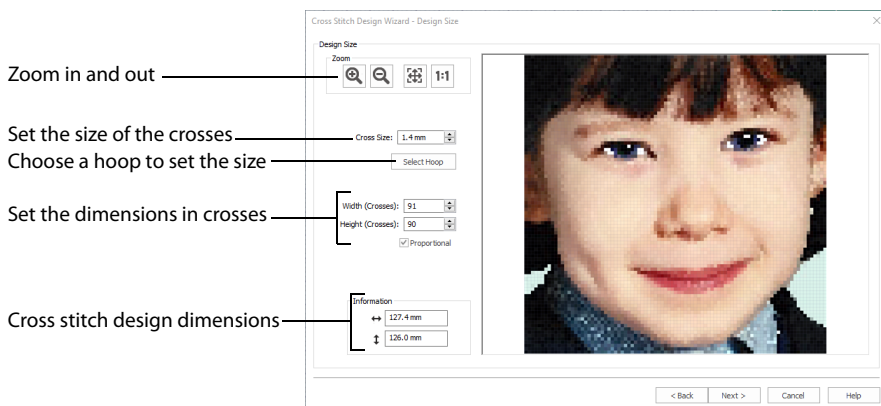 Cross Stitch Design Wizard - Design Size
Design Size
Zoom
Zoom in and out
1:1
Set the size of the crosses
Cross Size: 1.4 mm
Choose a hoop to set the size
Select Hoop
Set the dimensions in crosses
Width (Crosses): 91
Height (Crosses): 90
Proportional
Cross stitch design dimensions
Information
127.4 mm
126.0 mm
< Back Next > Cancel Help